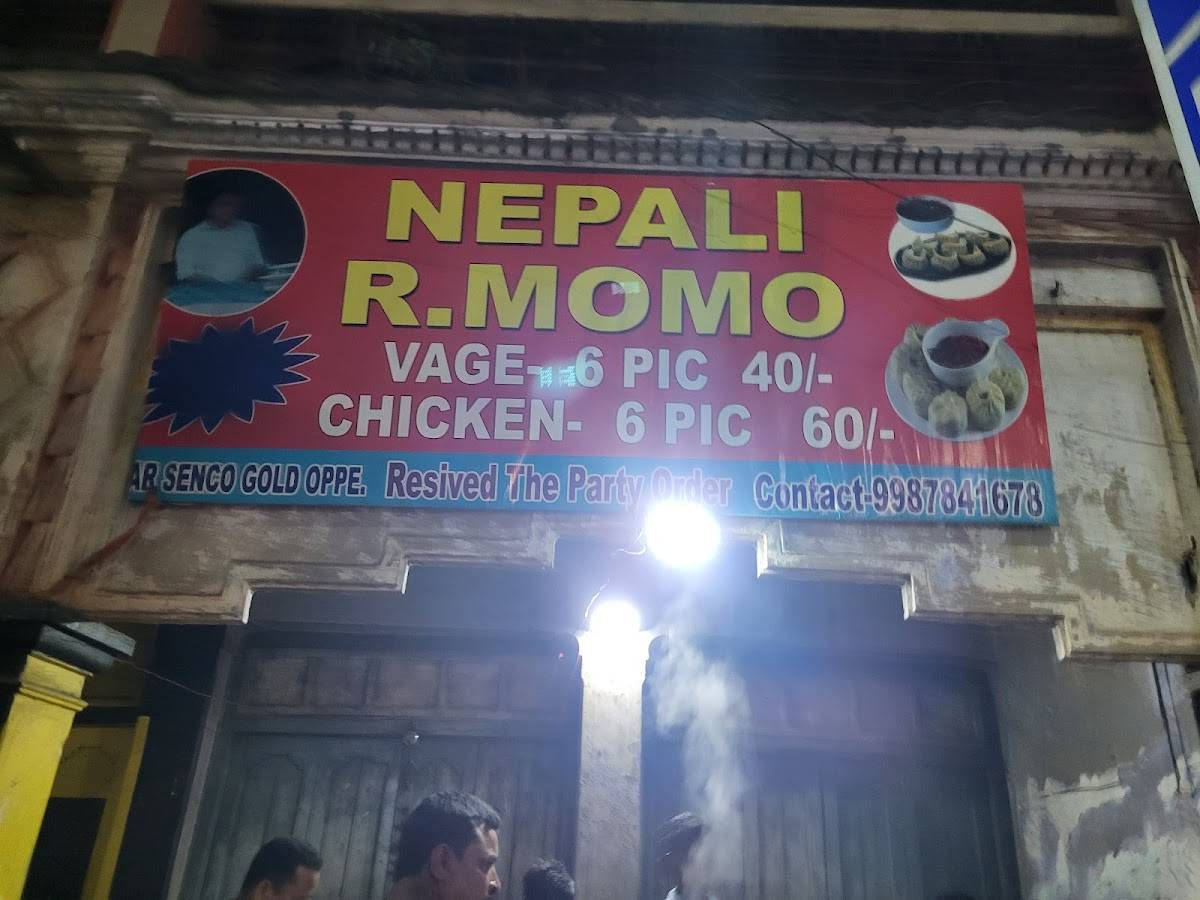 NEPALI
R.MOMO
VAGE- 6 PIC 40/-
CHICKEN- 6 PIC 60/-
AR SENCO GOLD OPPE. Resived The Party Order Contact-9987841678